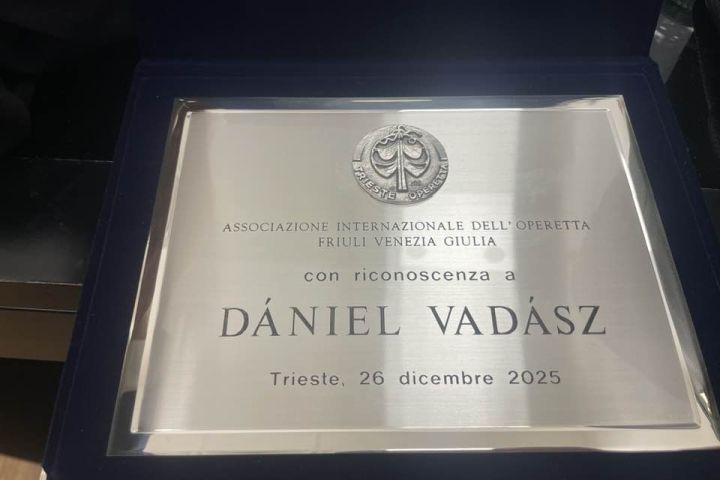 TRIESTE OPERETTA
ASSOCIAZIONE INTERNAZIONALE DELL'OPERETTA
FRIULI VENEZIA GIULIA
con riconoscenza a
DÁNIEL VADÁSZ
Trieste, 26 dicembre 2025